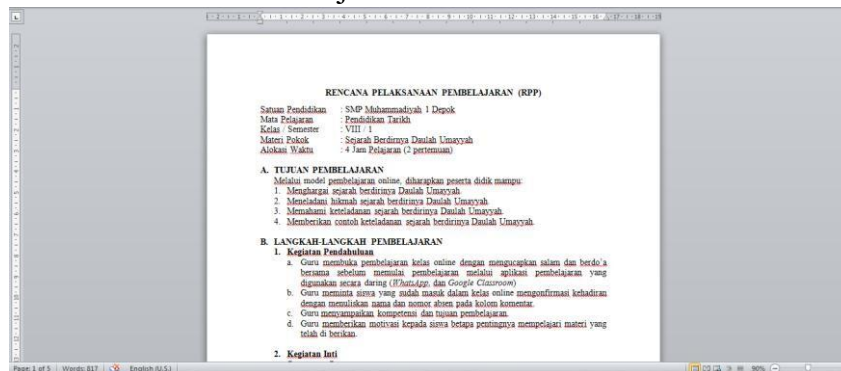 RENCANA PELAKSANAAN PEMBELAJARAN (RPP)
Satuan Pendidikan : SMP Muhammadiyah 1 Depok
Mata Pelajaran : Pendidikan Tarikh
Kelas / Semester : VIII / 1
Materi Pokok : Sejarah Berdirnya Daulah Umayyah
Alokasi Waktu : 4 Jam Pelajaran (2 pertemuan)
A. TUJUAN PEMBELAJARAN
Melalui model pembelajaran online, diharapkan peserta didik mampu:
1. Menghargai sejarah berdirinya Daulah Umayyah.
2. Meneladani hikmah sejarah berdirinya Daulah Umayyah.
3. Memahami keteladanan sejarah berdirinya Daulah Umayyah.
4. Memberikan contoh keteladanan sejarah berdirinya Daulah Umayyah.
B. LANGKAH-LANGKAH PEMBELAJARAN
1. Kegiatan Pendahuluan
a. Guru membuka pembelajaran kelas online dengan mengucapkan salam dan berdo'a
bersama sebelum memulai pembelajaran melalui aplikasi pembelajaran yang
digunakan secara daring (WhatsApp, dan Google Classroom)
b. Guru meminta siswa yang sudah masuk dalam kelas online mengonfirmasi kehadiran
dengan menuliskan nama dan nomor absen pada kolom komentar.
c. Guru menyampaikan kompetensi dan tujuan pembelajaran.
d. Guru memberikan motivasi kepada siswa betapa pentingnya mempelajari materi yang
telah di berikan.
2. Kegiatan Inti
Page: 1 of 5 Words: 817 English (U.S.) 90%